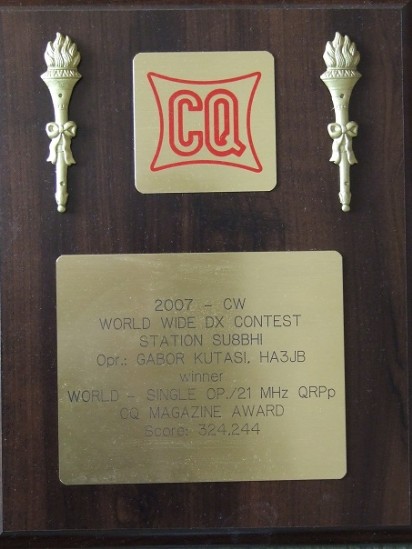 CQ
2007 - CW
WORLD WIDE DX CONTEST
STATION SU8BHI
Opr.: GABOR KUTASI, HA3JB
winner
WORLD - SINGLE OP./21 MHz QRPp
CQ MAGAZINE AWARD
Score: 324,244